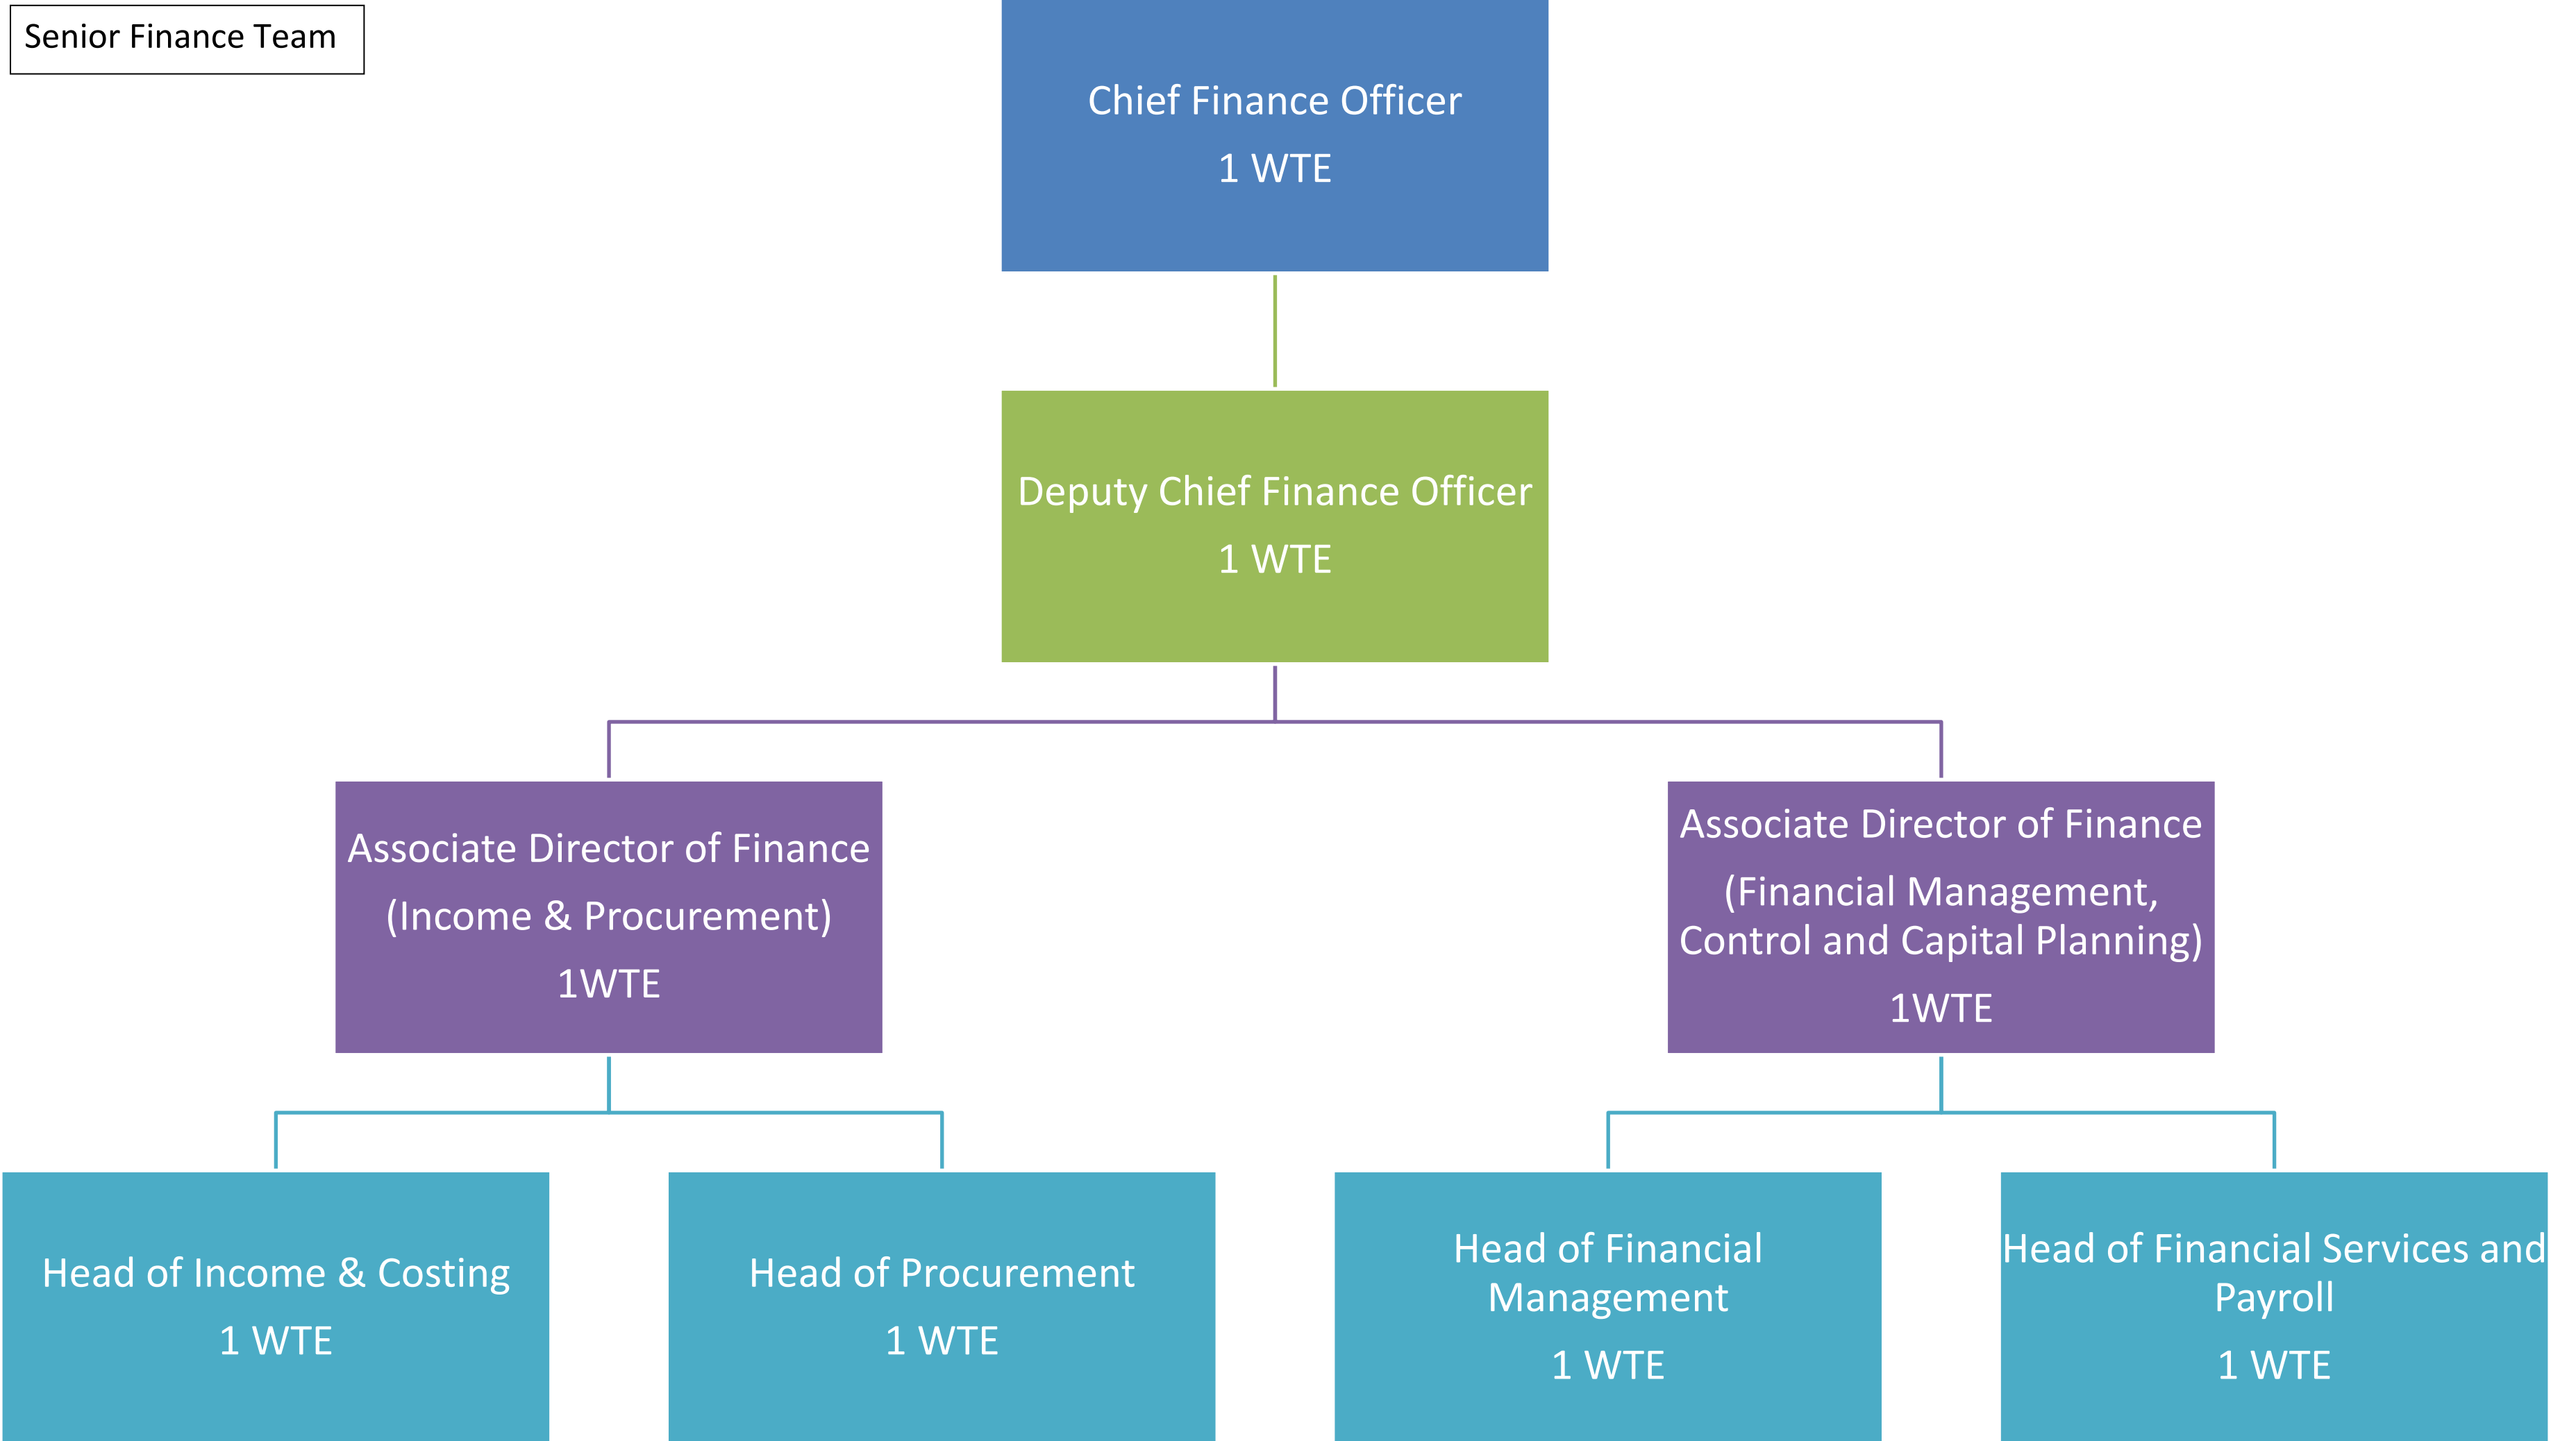 Senior Finance Team
Chief Finance Officer
1 WTE
Deputy Chief Finance Officer
1 WTE
Associate Director of Finance
(Income & Procurement)
1WTE
Associate Director of Finance
(Financial Management,
Control and Capital Planning)
1WTE
Head of Income & Costing
1 WTE
Head of Procurement
1 WTE
Head of Financial
Management
1 WTE
Head of Financial Services and
Payroll
1 WTE